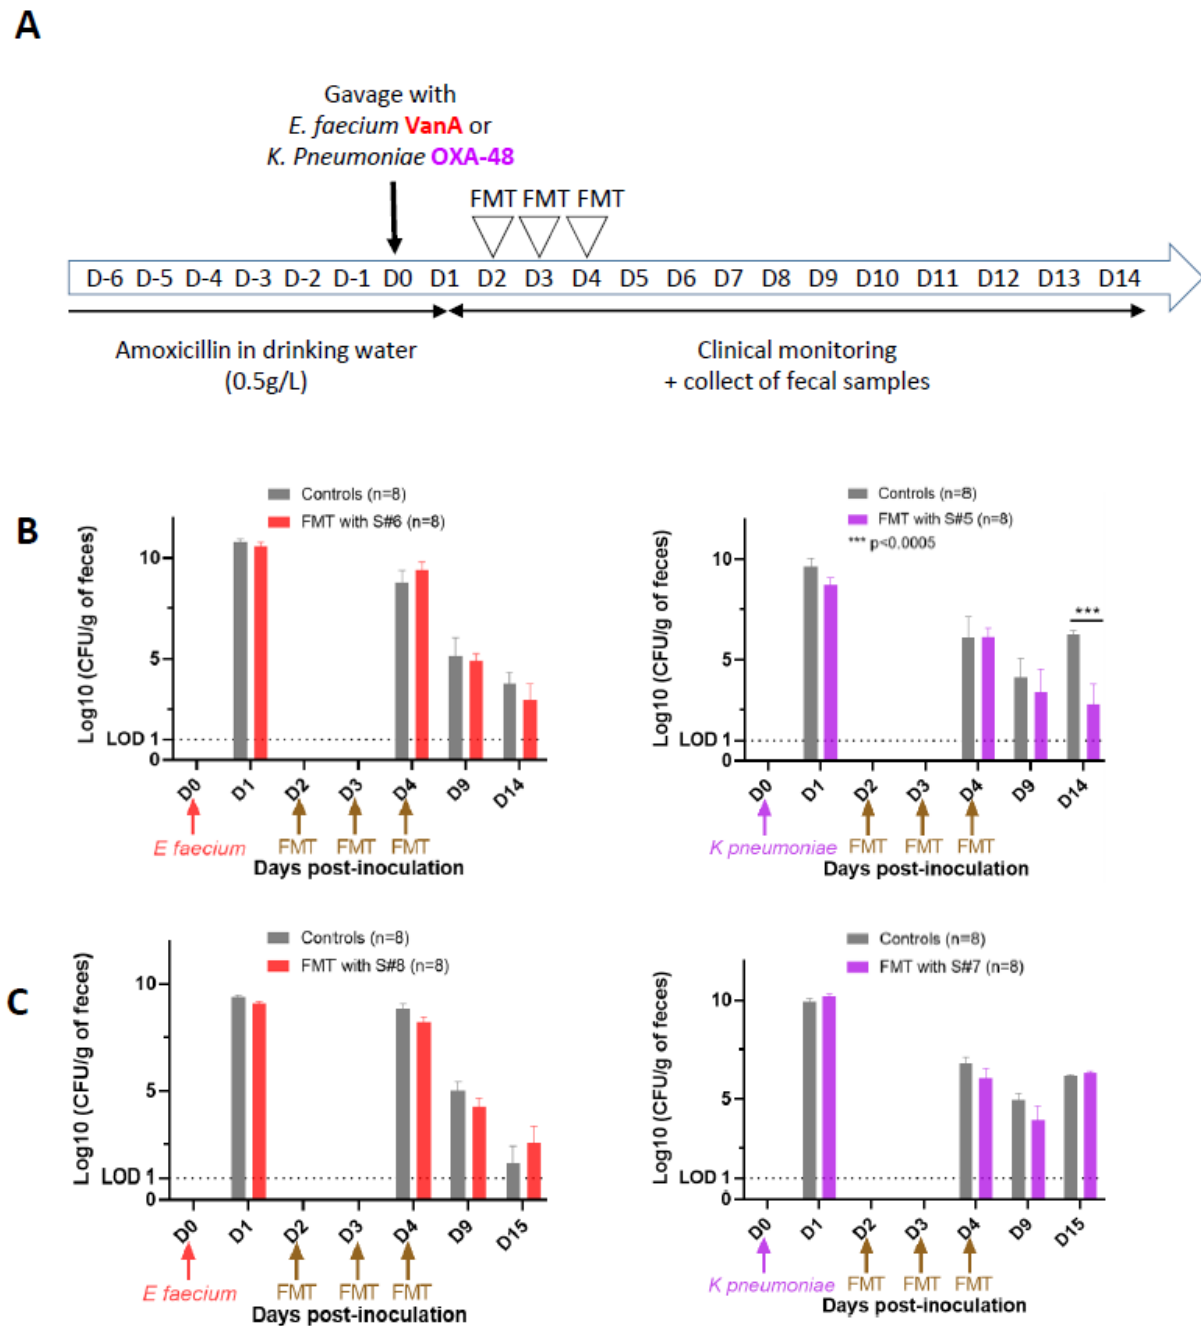 A
Gavage with
E. faecium VanA or
K. Pneumoniae OXA-48
FMT FMT FMT
D-6 D-5 D-4 D-3 D-2 D-1 D0 D1 D2 D3 D4 D5 D6 D7 D8 D9 D10 D11 D12 D13 D14
Amoxicillin in drinking water
(0.5g/L)
Clinical monitoring
+ collect of fecal samples
B
Controls (n=8)
FMT with S#6 (n=8)
Log10 (CFU/g of feces)
10
5
LOD 1
0
D0 D1 D2 D3 D4 D9 D14
E faecium FMT FMT FMT
Days post-inoculation
Controls (n=8)
FMT with S#5 (n=8)
*** p<0.0005
***
Log10 (CFU/g of feces)
10
5
LOD 1
0
D0 D1 D2 D3 D4 D9 D14
K pneumoniae FMT FMT FMT
Days post-inoculation
C
Controls (n=8)
FMT with S#8 (n=8)
Log10 (CFU/g of feces)
10
5
LOD 1
0
D0 D1 D2 D3 D4 D9 D15
E faecium FMT FMT FMT
Days post-inoculation
Controls (n=8)
FMT with S#7 (n=8)
Log10 (CFU/g of feces)
10
5
LOD 1
0
D0 D1 D2 D3 D4 D9 D15
K pneumoniae FMT FMT FMT
Days post-inoculation